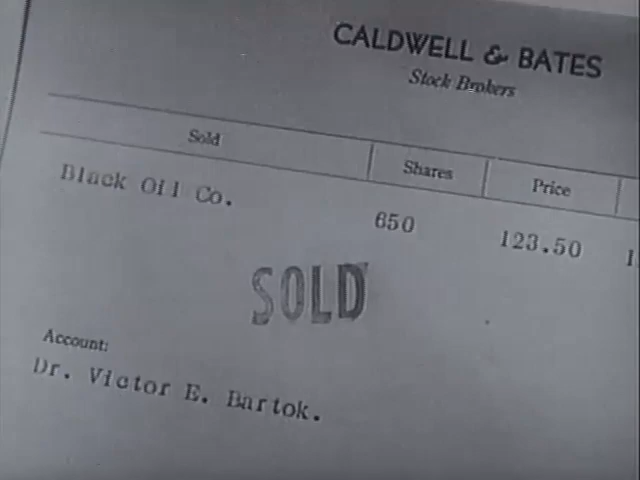 CALDWELL & BATES
Stock Brokers
Sold Shares Price
Black Oil Co. 650 123.50
SOLD
Account:
Dr. Victor E. Bartok.